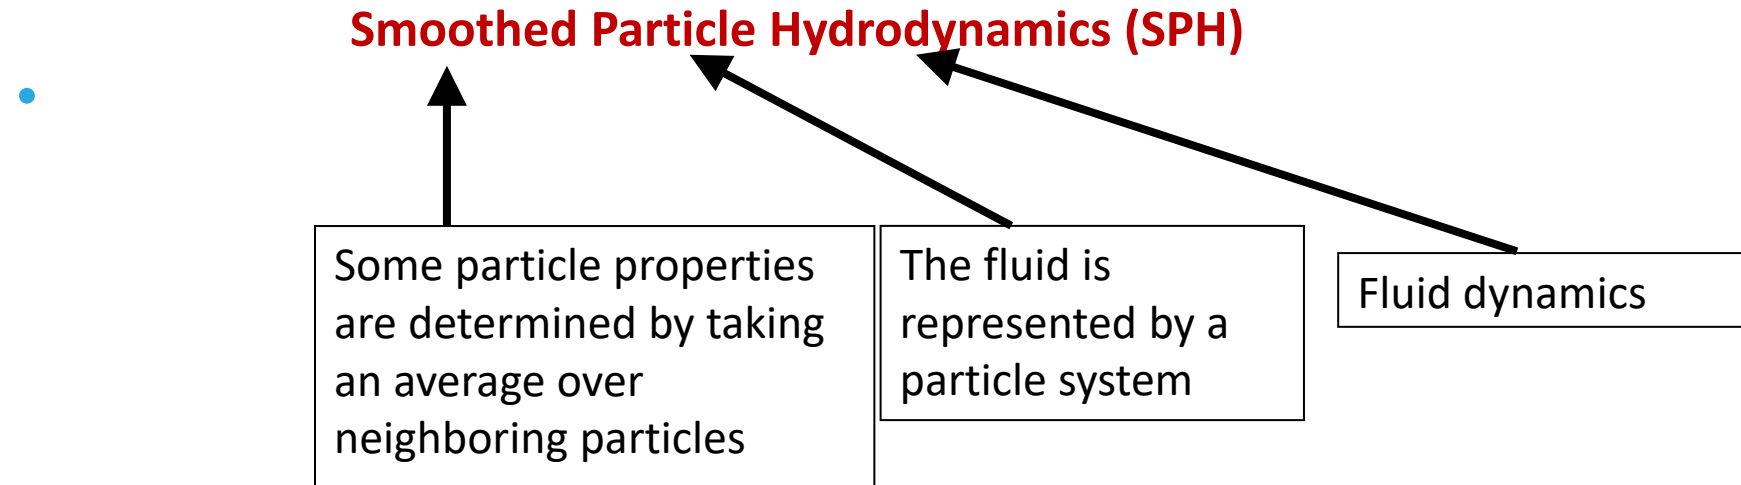 Smoothed Particle Hydrodynamics (SPH)
Some particle properties
are determined by taking
an average over
neighboring particles
The fluid is
represented by a
particle system
Fluid dynamics